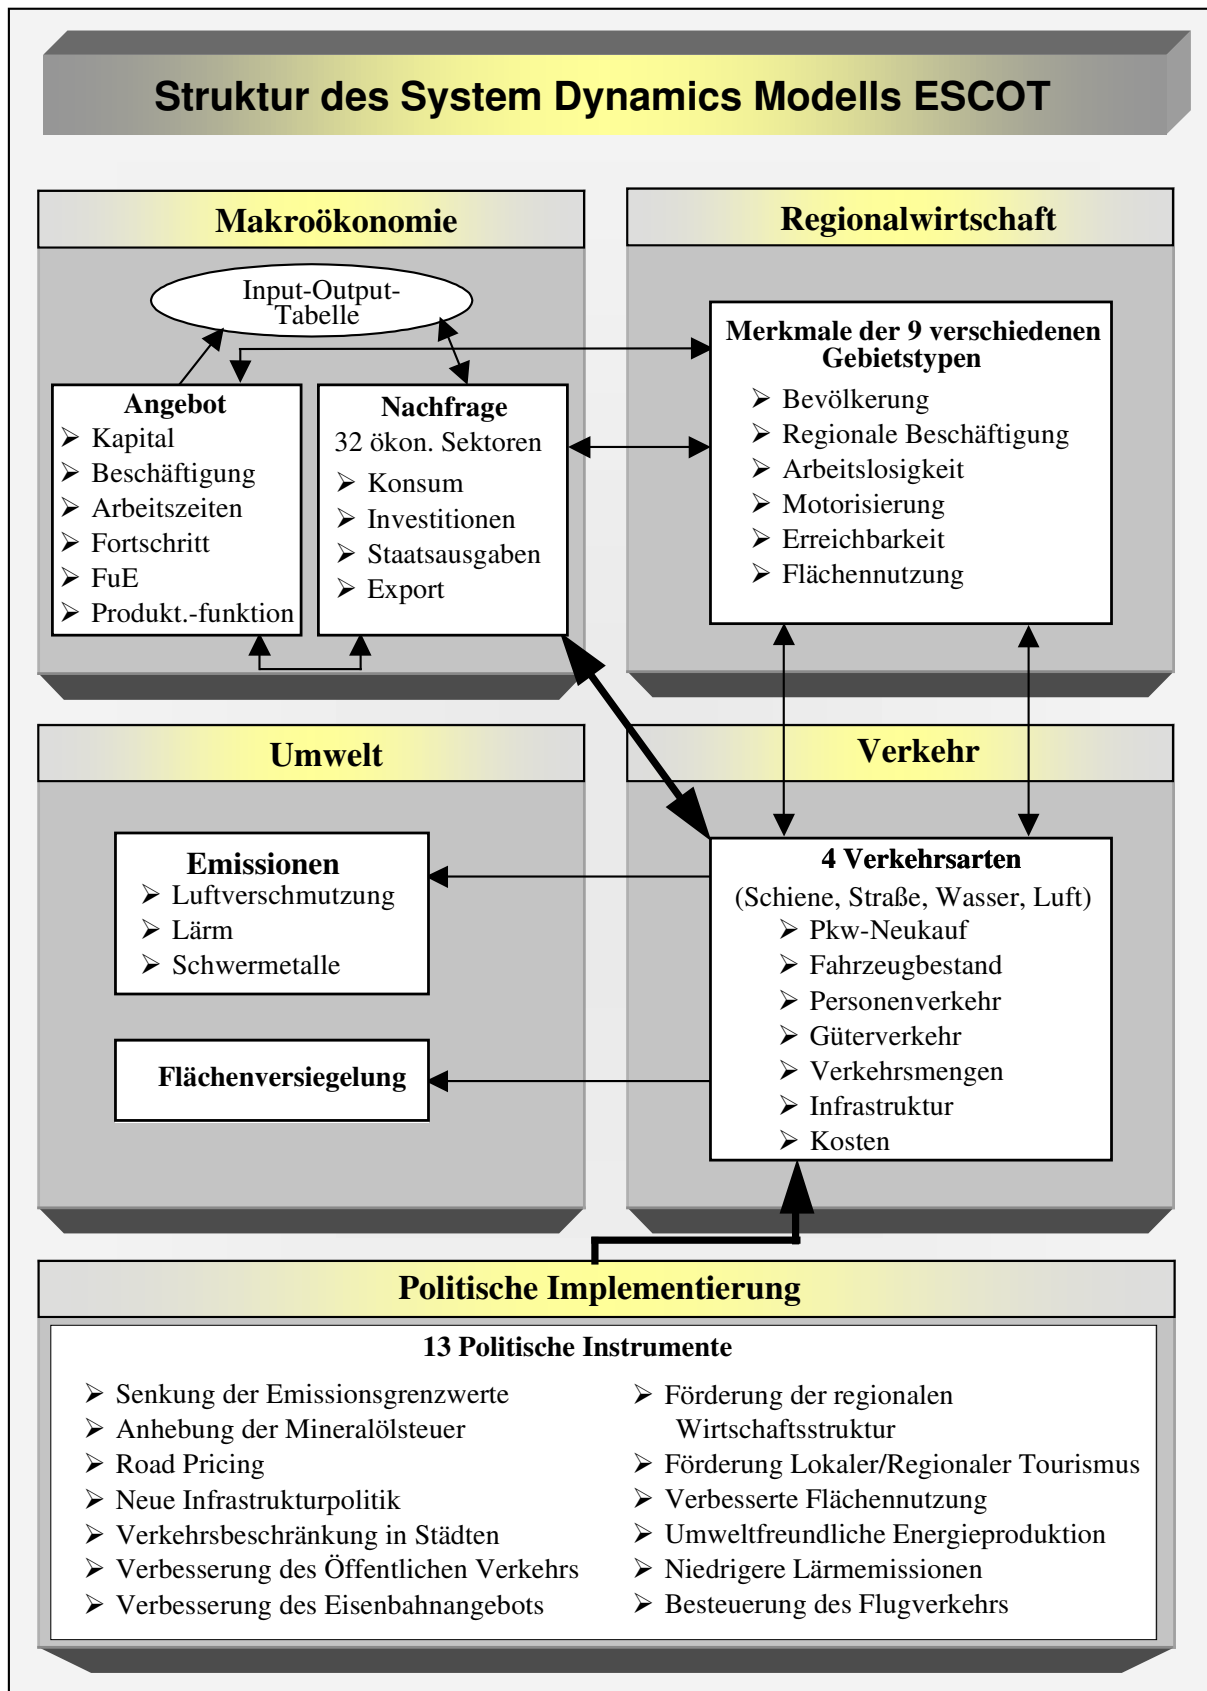 Struktur des System Dynamics Modells ESCOT
Makroökonomie
Input-Output-
Tabelle
Angebot
➢ Kapital
➢ Beschäftigung
➢ Arbeitszeiten
➢ Fortschritt
➢ FuE
➢ Produkt.-funktion
Nachfrage
32 ökon. Sektoren
➢ Konsum
➢ Investitionen
➢ Staatsausgaben
➢ Export
Regionalwirtschaft
Merkmale der 9 verschiedenen
Gebietstypen
➢ Bevölkerung
➢ Regionale Beschäftigung
➢ Arbeitslosigkeit
➢ Motorisierung
➢ Erreichbarkeit
➢ Flächennutzung
Umwelt
Emissionen
➢ Luftverschmutzung
➢ Lärm
➢ Schwermetalle
Flächenversiegelung
Verkehr
4 Verkehrsarten
(Schiene, Straße, Wasser, Luft)
➢ Pkw-Neukauf
➢ Fahrzeugbestand
➢ Personenverkehr
➢ Güterverkehr
➢ Verkehrsmengen
➢ Infrastruktur
➢ Kosten
Politische Implementierung
13 Politische Instrumente
➢ Senkung der Emissionsgrenzwerte
➢ Anhebung der Mineralölsteuer
➢ Road Pricing
➢ Neue Infrastrukturpolitik
➢ Verkehrsbeschränkung in Städten
➢ Verbesserung des Öffentlichen Verkehrs
➢ Verbesserung des Eisenbahnangebots
➢ Förderung der regionalen
Wirtschaftsstruktur
➢ Förderung Lokaler/Regionaler Tourismus
➢ Verbesserte Flächennutzung
➢ Umweltfreundliche Energieproduktion
➢ Niedrigere Lärmemissionen
➢ Besteuerung des Flugverkehrs